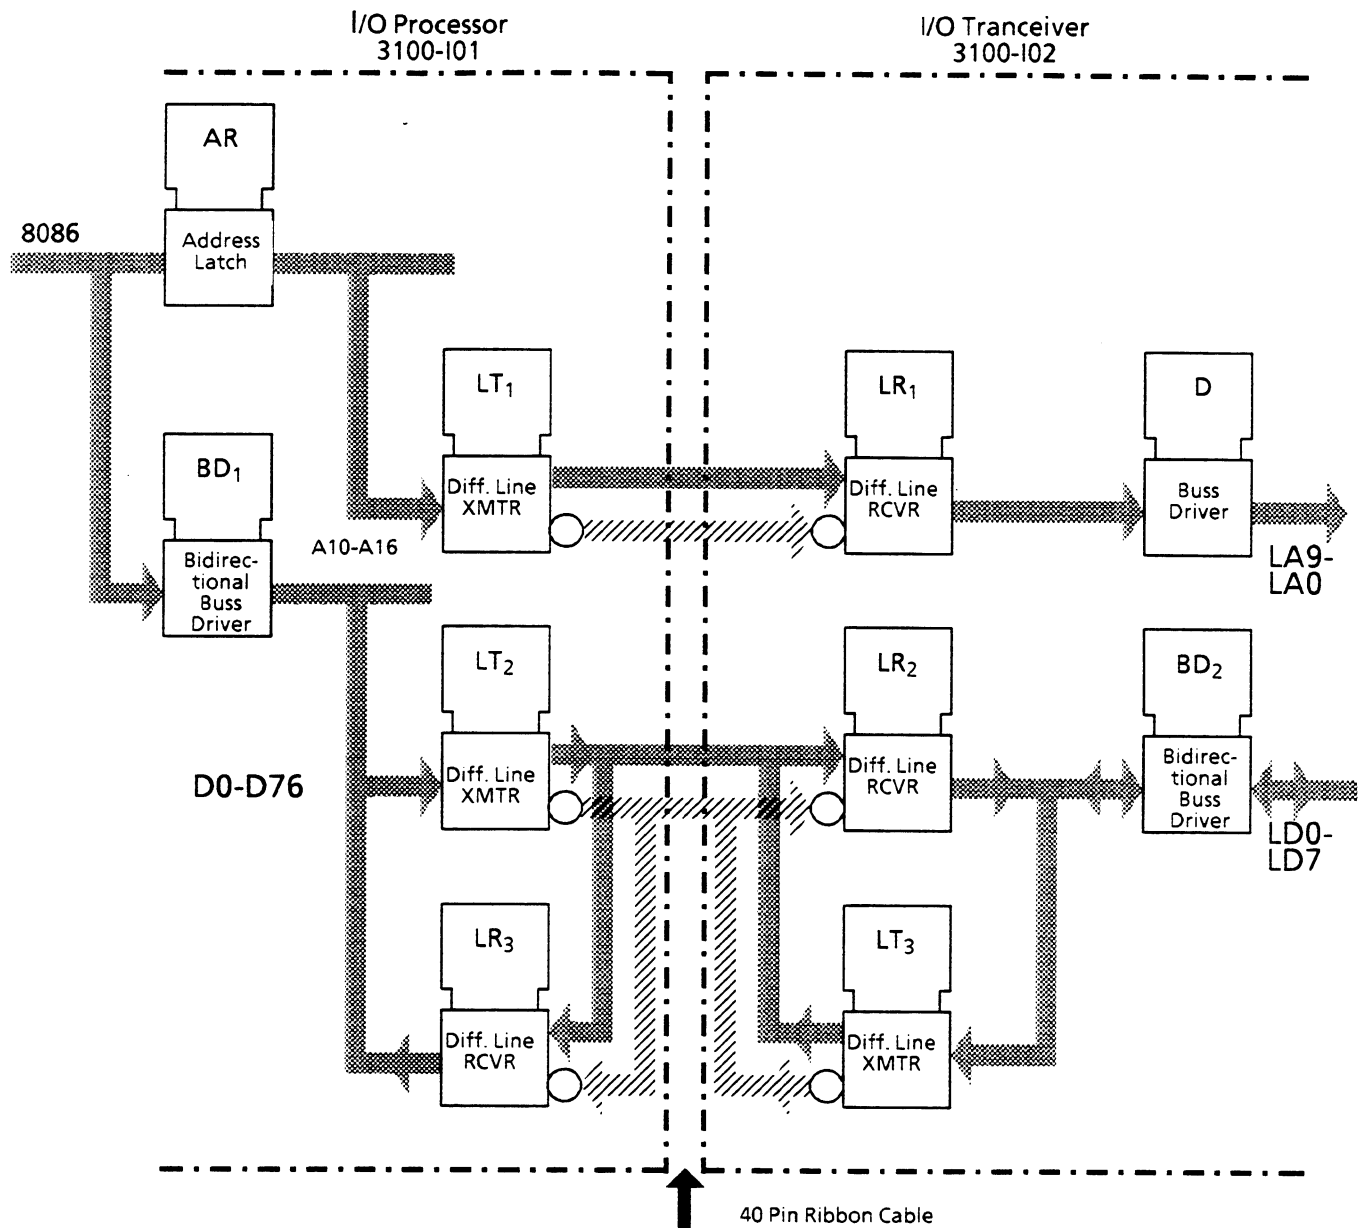 I/O Processor
3100-I01
I/O Tranceiver
3100-I02
AR
8086
Address
Latch
LT1
Diff. Line
XMTR
LR1
Diff. Line
RCVR
D
Buss
Driver
LA9-
LA0
BD1
Bidirec-
tional
Buss
Driver
A10-A16
LT2
Diff. Line
XMTR
LR2
Diff. Line
RCVR
BD2
Bidirec-
tional
Buss
Driver
LD0-
LD7
D0-D76
LR3
Diff. Line
RCVR
LT3
Diff. Line
XMTR
40 Pin Ribbon Cable